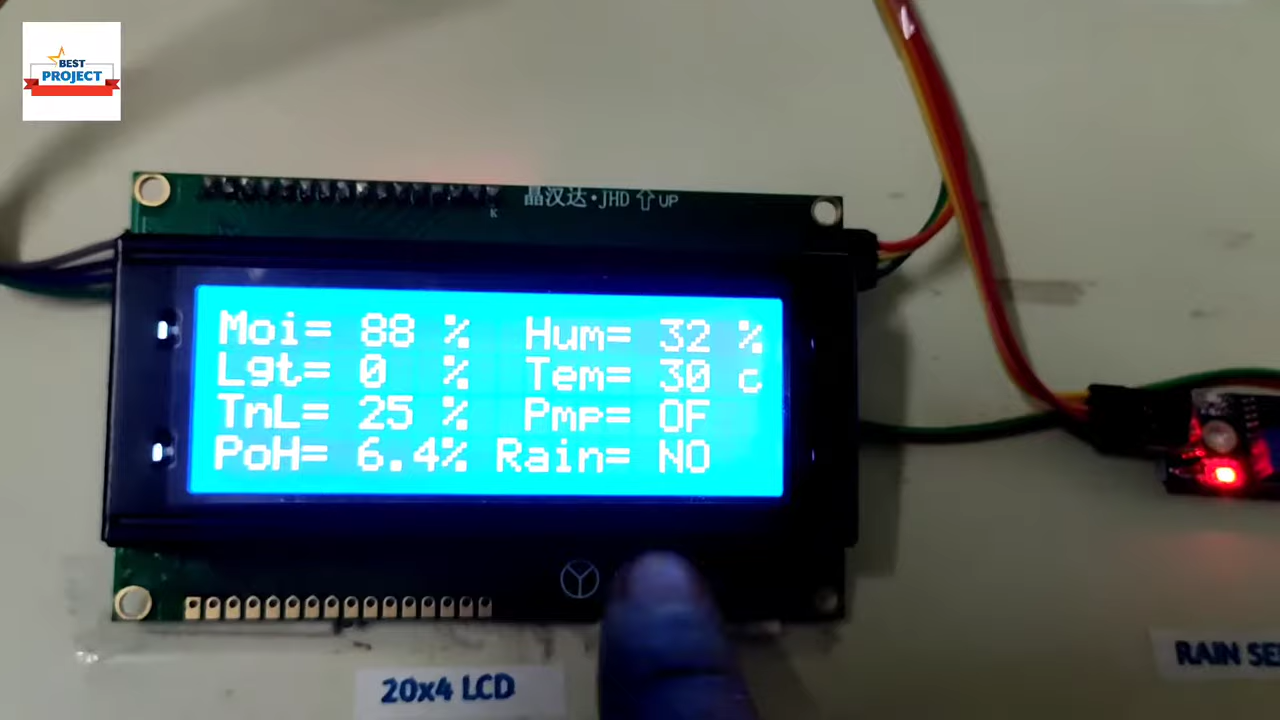 BEST
PROJECT
晶汉达·JHD UP
K
Moi= 88 % Hum= 32 %
Lgt= 0 % Tem= 30 c
TnL= 25 % Pmp= OF
PoH= 6.4% Rain= NO
20x4 LCD
RAIN SE